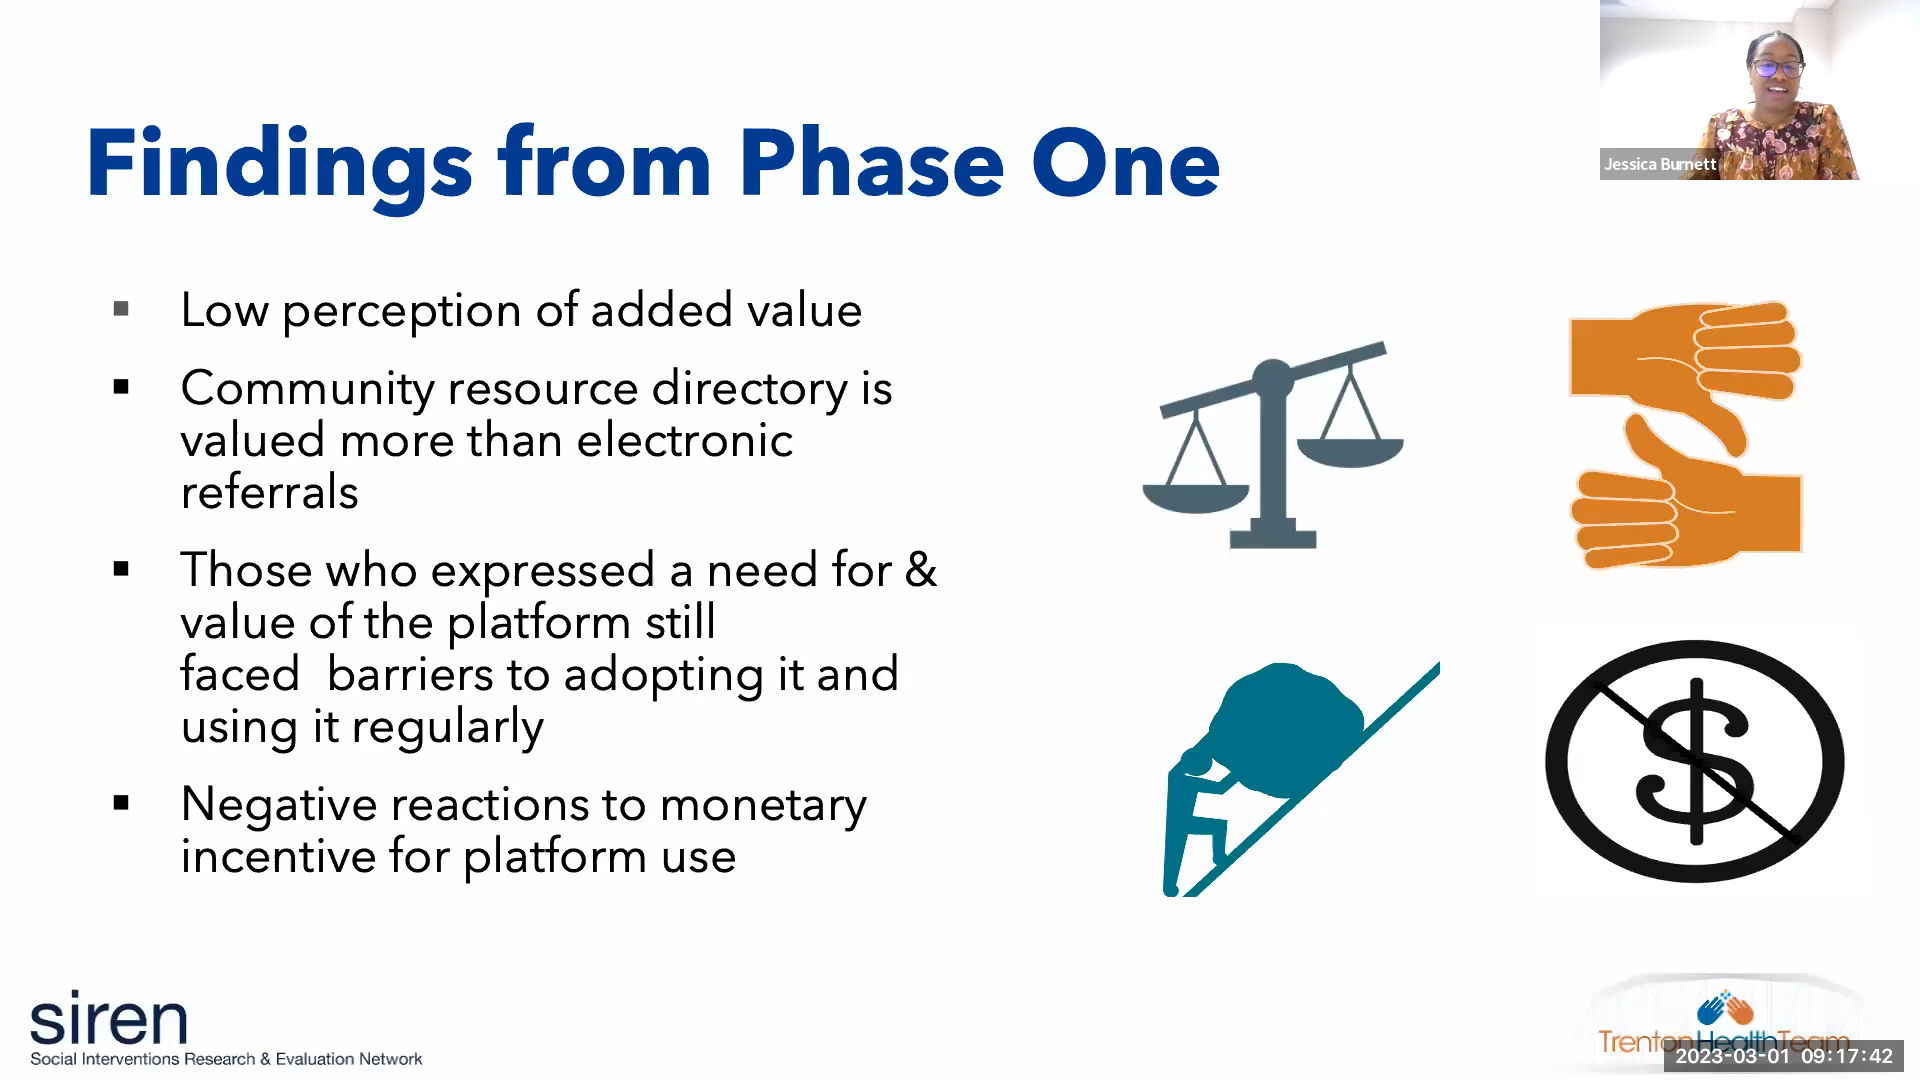 Findings from Phase One
Jessica Burnett
▪ Low perception of added value
▪ Community resource directory is
valued more than electronic
referrals
▪ Those who expressed a need for &
value of the platform still
faced  barriers to adopting it and
using it regularly
▪ Negative reactions to monetary
incentive for platform use
$
siren
Social Interventions Research & Evaluation Network
TrentonHealthTeam
2023-03-01 09:17:42